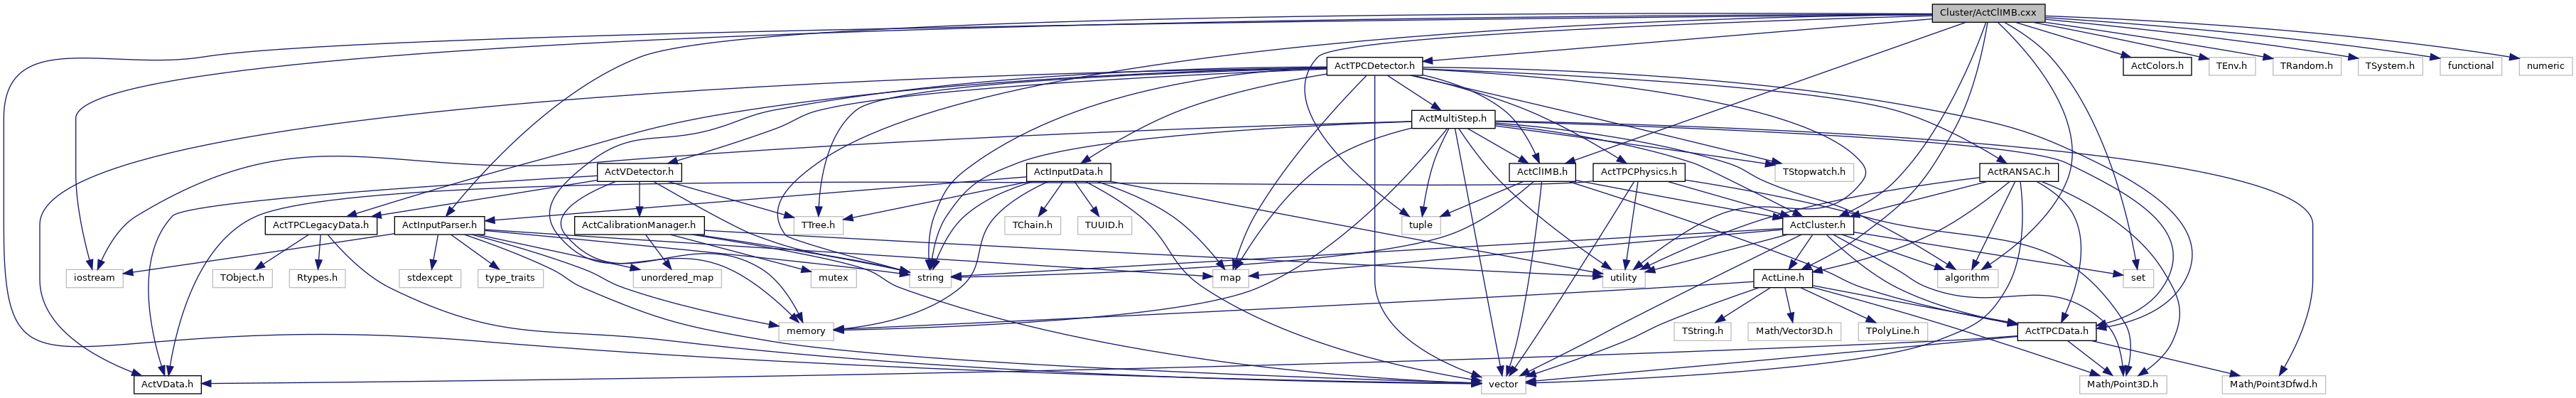 Cluster/ActClIMB.cxx
ActTPCDetector.h
ActColors.h
TEnv.h
TRandom.h
TSystem.h
functional
numeric
ActMultiStep.h
ActVDetector.h
ActInputData.h
ActClIMB.h
ActTPCPhysics.h
TStopwatch.h
ActRANSAC.h
ActTPCLegacyData.h
ActInputParser.h
ActCalibrationManager.h
TTree.h
TChain.h
TUUID.h
tuple
ActCluster.h
iostream
TObject.h
Rtypes.h
stdexcept
type_traits
unordered_map
mutex
string
map
utility
ActLine.h
algorithm
set
memory
TString.h
Math/Vector3D.h
TPolyLine.h
ActTPCData.h
ActVData.h
vector
Math/Point3D.h
Math/Point3Dfwd.h